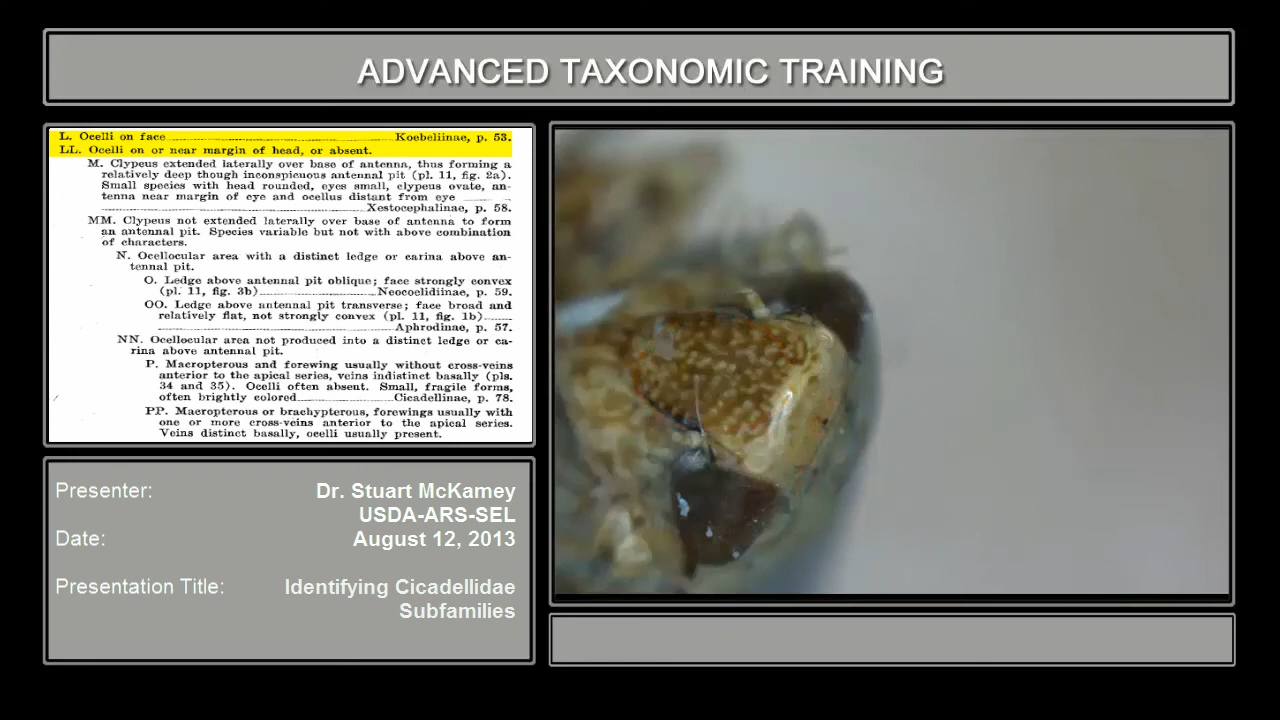 ADVANCED TAXONOMIC TRAINING
L. Ocelli on face ........ Koebeliinae, p. 53.
LL. Ocelli on or near margin of head, or absent.
M. Clypeus extended laterally over base of antenna, thus forming a
relatively deep though inconspicuous antennal pit (pl. 11, fig. 2a).
Small species with head rounded, eyes small, clypeus ovate, an-
tenna near margin of eye and ocellus distant from eye ........
........ Xestocephalinae, p. 58.
MM. Clypeus not extended laterally over base of antenna to form
an antennal pit. Species variable but not with above combination
of characters.
N. Ocellocular area with a distinct ledge or carina above an-
tennal pit.
O. Ledge above antennal pit oblique; face strongly convex
(pl. 11, fig. 3b) ........ Neocoelidiinae, p. 59.
OO. Ledge above antennal pit transverse; face broad and
relatively flat, not strongly convex (pl. 11, fig. 1b) ........
........ Aphrodinae, p. 57.
NN. Ocellocular area not produced into a distinct ledge or ca-
rina above antennal pit.
P. Macropterous and forewing usually without cross-veins
anterior to the apical series, veins indistinct basally (pls.
34 and 35). Ocelli often absent. Small, fragile forms,
often brightly colored ........ Cicadellinae, p. 78.
PP. Macropterous or brachypterous, forewings usually with
one or more cross-veins anterior to the apical series.
Veins distinct basally, ocelli usually present.
Presenter: Dr. Stuart McKamey
USDA-ARS-SEL
Date: August 12, 2013
Presentation Title: Identifying Cicadellidae
Subfamilies